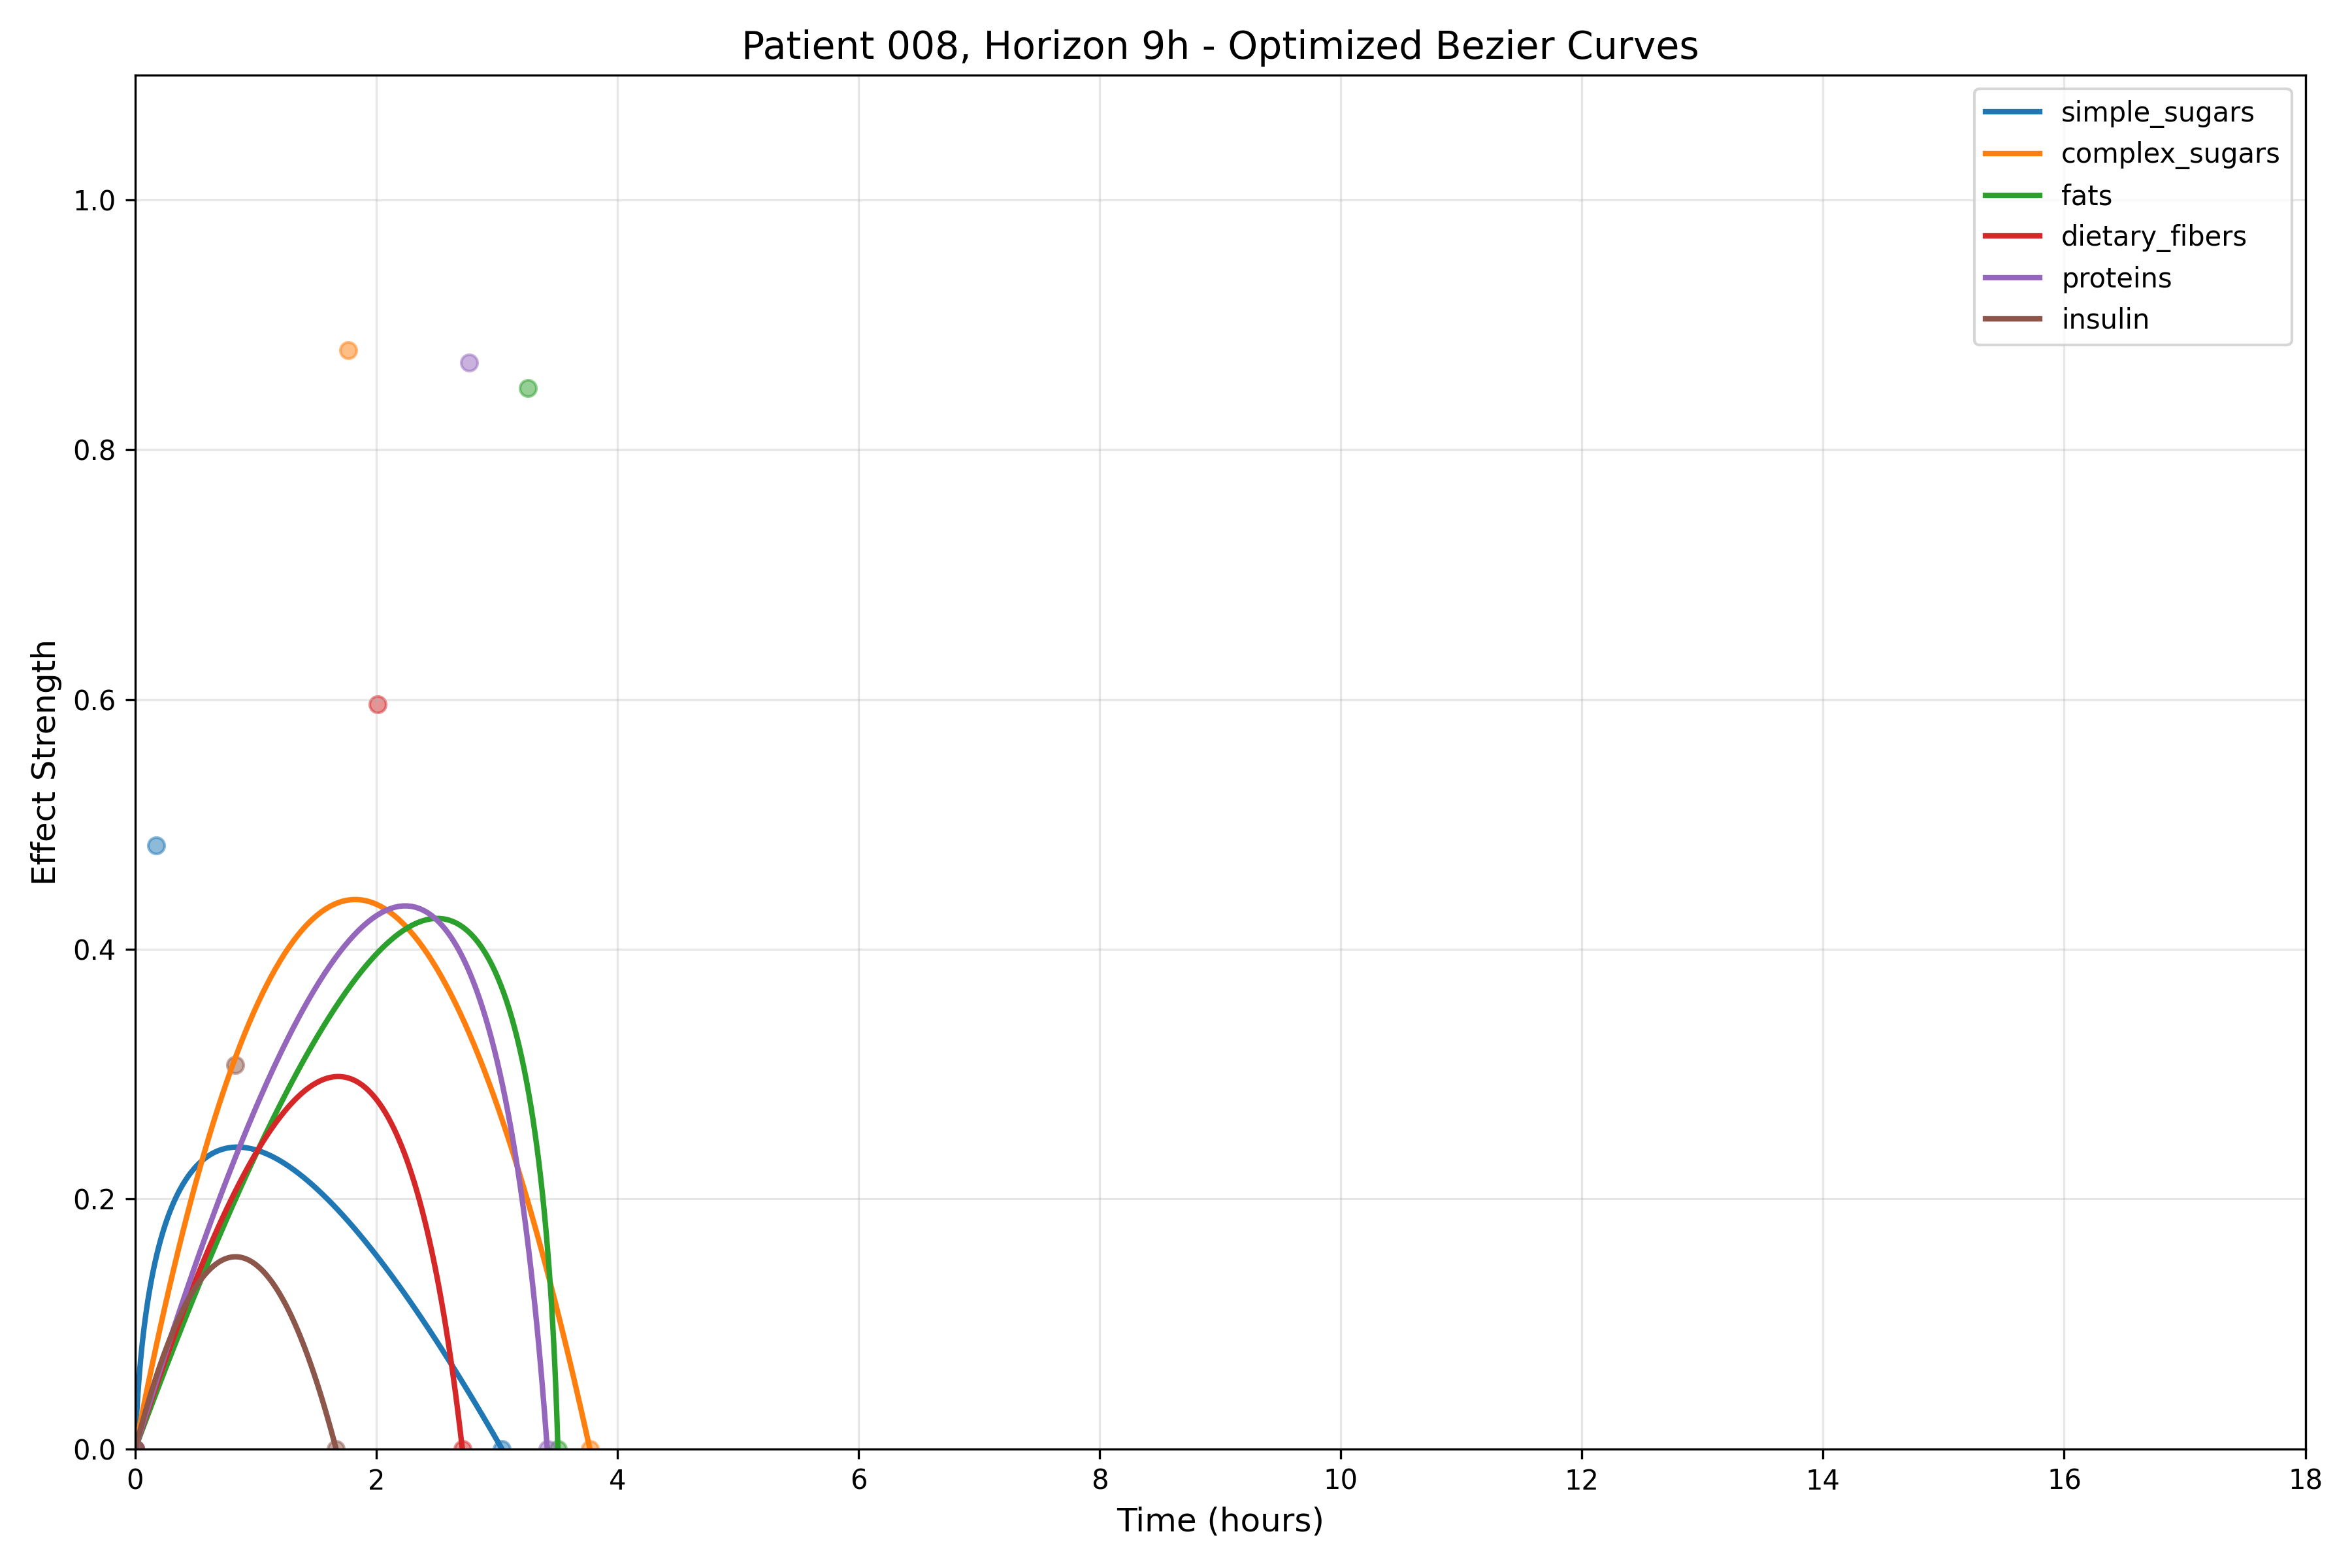 Patient 008, Horizon 9h - Optimized Bezier Curves
simple_sugars
complex_sugars
fats
dietary_fibers
proteins
insulin
Effect Strength
1.0
0.8
0.6
0.4
0.2
0.0
0 2 4 6 8 10 12 14 16 18
Time (hours)